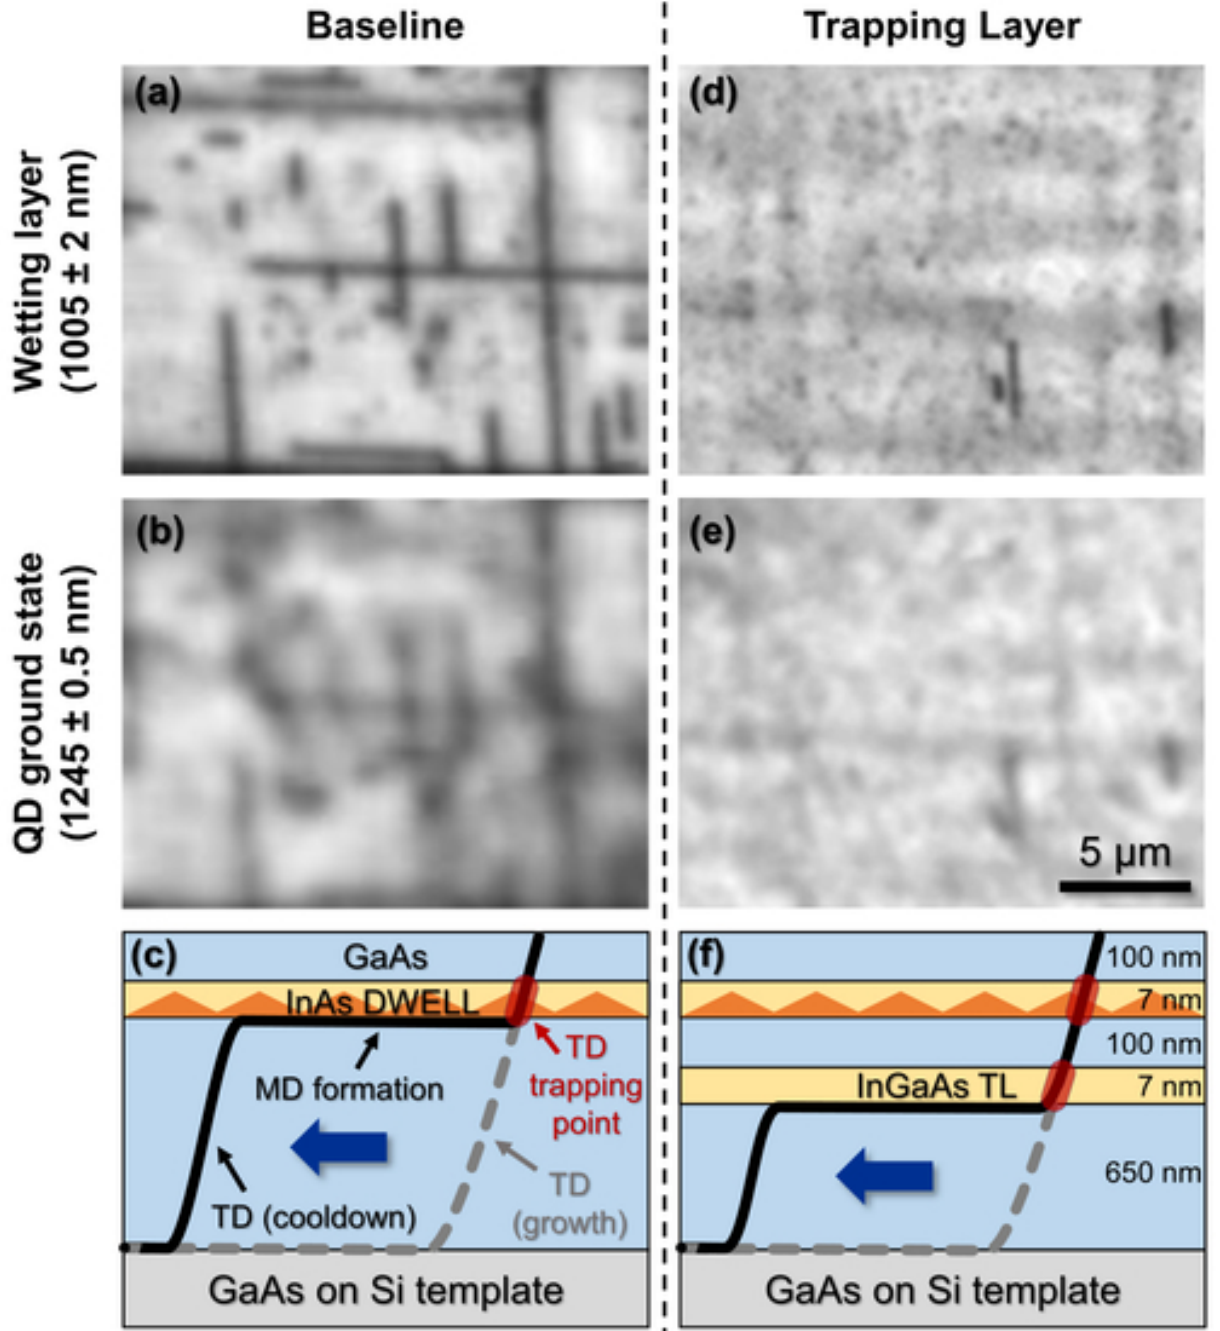 Baseline
Trapping Layer
Wetting layer
(1005 ± 2 nm)
(a)
(d)
QD ground state
(1245 ± 0.5 nm)
(b)
(e)
5 µm
(c)
GaAs
InAs DWELL
MD formation
TD
trapping
point
TD (cooldown)
TD
(growth)
GaAs on Si template
(f)
100 nm
7 nm
100 nm
InGaAs TL
7 nm
650 nm
GaAs on Si template